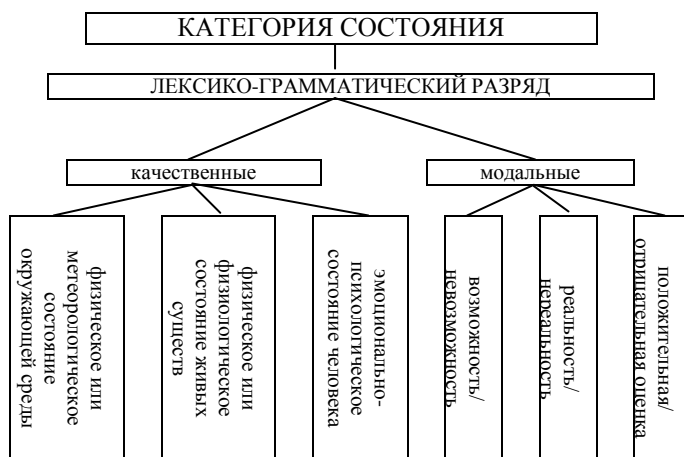 КАТЕГОРИЯ СОСТОЯНИЯ
ЛЕКСИКО-ГРАММАТИЧЕСКИЙ РАЗРЯД
качественные
модальные
физическое или
метеорологическое
состояние
окружающей среды
физическое или
физиологическое
состояние живых
существ
эмоционально-
психологическое
состояние человека
возможность/
невозможность
реальность/
нереальность
положительная/
отрицательная оценка